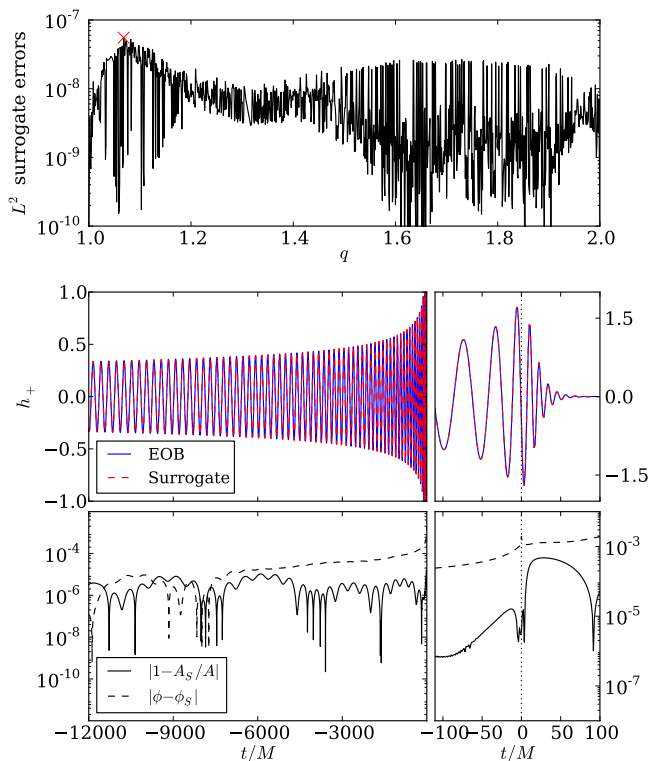 L² surrogate errors
10⁻⁷
10⁻⁸
10⁻⁹
10⁻¹⁰
1.0 1.2 1.4 1.6 1.8 2.0
q
h₊
1.0
0.5
0.0
−0.5
−1.0
EOB
Surrogate
1.5
0.0
−1.5
10⁻⁴
10⁻⁶
10⁻⁸
10⁻¹⁰
|1−A_S/A|
|ϕ−ϕ_S|
10⁻³
10⁻⁵
10⁻⁷
−12000 −9000 −6000 −3000
t/M
−100 −50 0 50 100
t/M